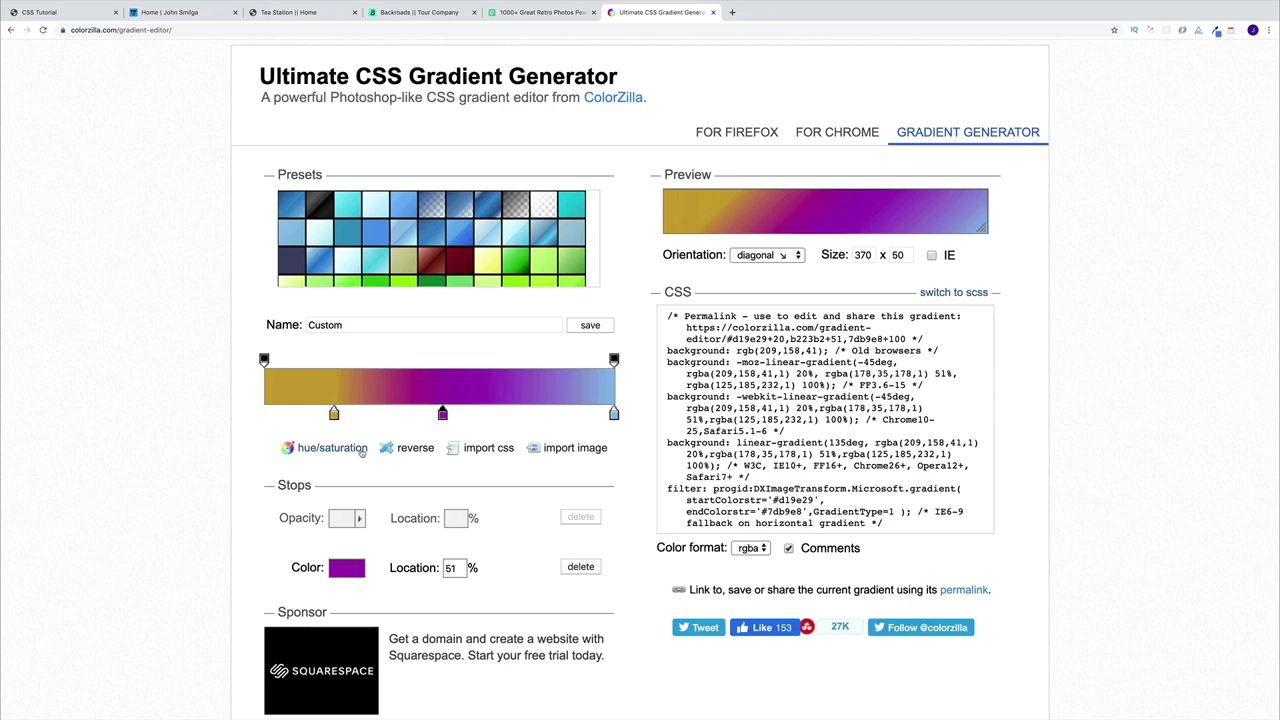 CSS Tutorial
Home | John Smilga
Tea Station || Home
Backroads || Tour Company
1000+ Great Retro Photos Pex
Ultimate CSS Gradient Generator
colorzilla.com/gradient-editor/
IQ
J
Ultimate CSS Gradient Generator
A powerful Photoshop-like CSS gradient editor from ColorZilla.
FOR FIREFOX
FOR CHROME
GRADIENT GENERATOR
Presets
Name: Custom
save
hue/saturation
reverse
import css
import image
Stops
Opacity:
Location: %
delete
Color:
Location: 51 %
delete
Sponsor
SQUARESPACE
Get a domain and create a website with
Squarespace. Start your free trial today.
Preview
Orientation: diagonal ↘
Size: 370 x 50
IE
CSS
switch to scss
/* Permalink - use to edit and share this gradient:
https://colorzilla.com/gradient-
editor/#d19e29+20,b223b2+51,7db9e8+100 */
background: rgb(209,158,41); /* Old browsers */
background: -moz-linear-gradient(-45deg,
rgba(209,158,41,1) 20%, rgba(178,35,178,1) 51%,
rgba(125,185,232,1) 100%); /* FF3.6-15 */
background: -webkit-linear-gradient(-45deg,
rgba(209,158,41,1) 20%,rgba(178,35,178,1)
51%,rgba(125,185,232,1) 100%); /* Chrome10-
25,Safari5.1-6 */
background: linear-gradient(135deg, rgba(209,158,41,1)
20%,rgba(178,35,178,1) 51%,rgba(125,185,232,1)
100%); /* W3C, IE10+, FF16+, Chrome26+, Opera12+,
Safari7+ */
filter: progid:DXImageTransform.Microsoft.gradient(
startColorstr='#d19e29',
endColorstr='#7db9e8',GradientType=1 ); /* IE6-9
fallback on horizontal gradient */
Color format: rgba
Comments
Link to, save or share the current gradient using its permalink.
Tweet
Like 153
27K
Follow @colorzilla